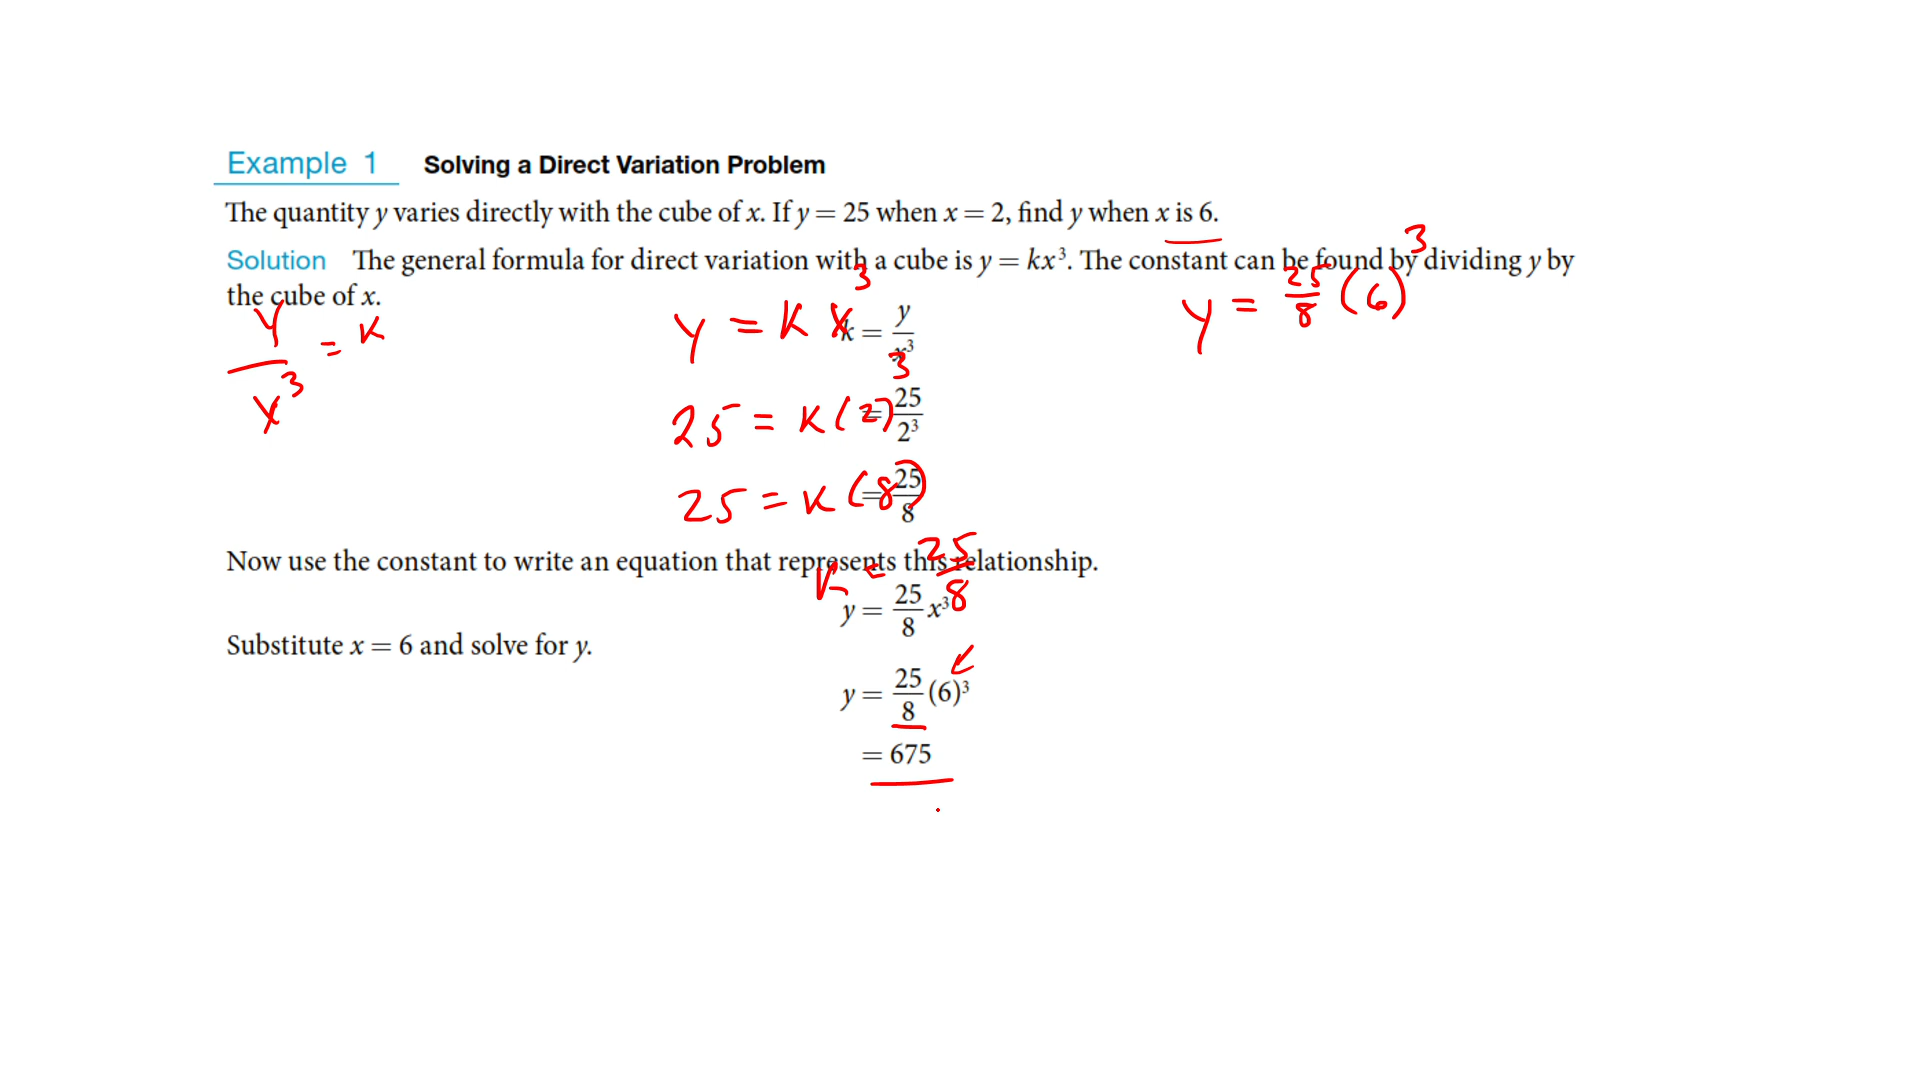 Example 1 Solving a Direct Variation Problem
The quantity y varies directly with the cube of x. If y = 25 when x = 2, find y when x is 6.
Solution The general formula for direct variation with a cube is y = kx³. The constant can be found by dividing y by
the cube of x.
y/x³ = k
y = kx³
k = y/x³
y = 25/8 (6)³
25 = k(2)³
= 25/2³
25 = k(8)
= 25/8
Now use the constant to write an equation that represents this relationship.
k = 25/8
y = 25/8 x³
Substitute x = 6 and solve for y.
y = 25/8 (6)³
= 675